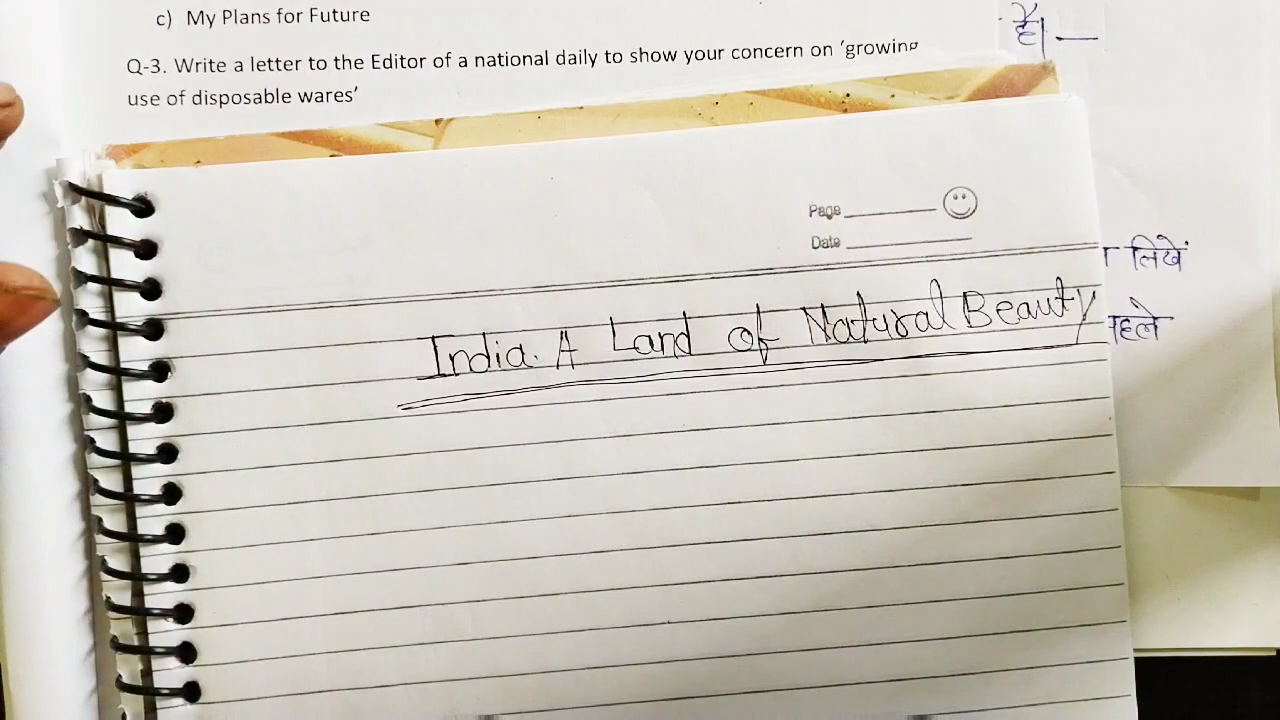 c) My Plans for Future
Q-3. Write a letter to the Editor of a national daily to show your concern on ‘growing
use of disposable wares’
हैं।—
Page
Date
लिखें
India. A Land of Natural Beauty